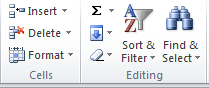 Insert
Delete
Format
Cells
Σ
A
Z
Sort &
Filter
Find &
Select
Editing